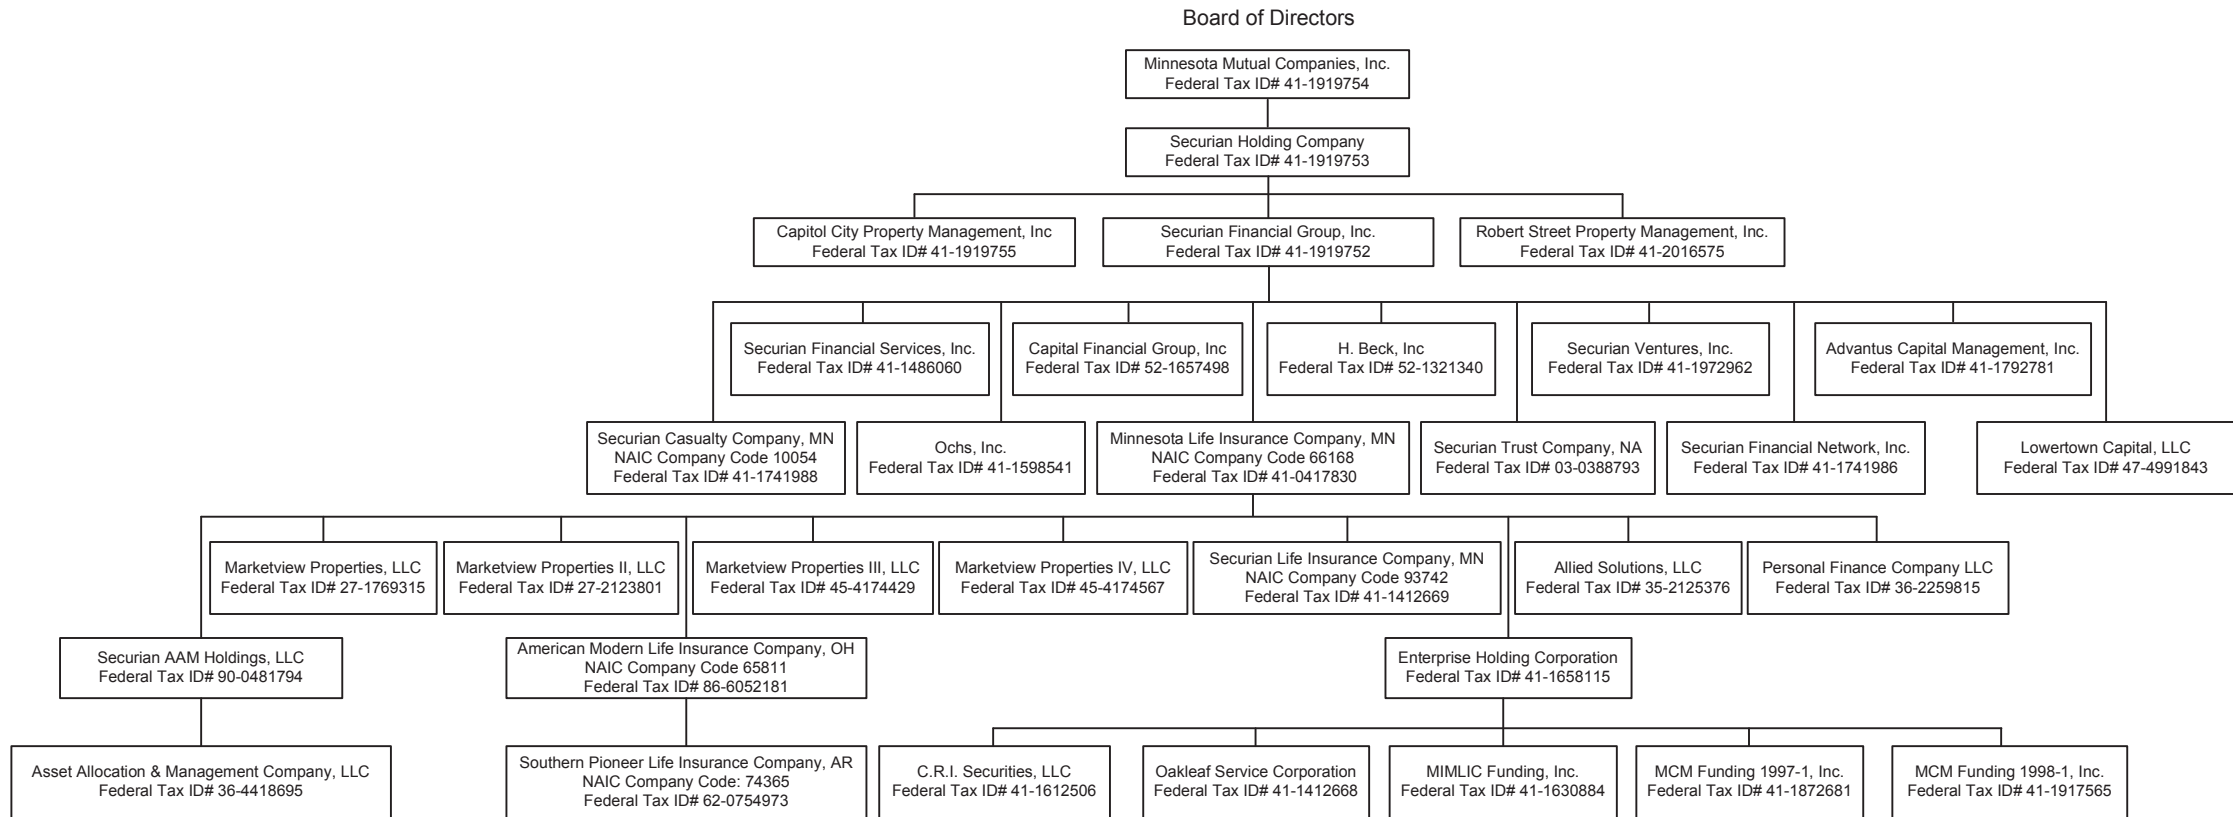 Board of Directors
Minnesota Mutual Companies, Inc.
Federal Tax ID# 41-1919754
Securian Holding Company
Federal Tax ID# 41-1919753
Capitol City Property Management, Inc
Federal Tax ID# 41-1919755
Securian Financial Group, Inc.
Federal Tax ID# 41-1919752
Robert Street Property Management, Inc.
Federal Tax ID# 41-2016575
Securian Financial Services, Inc.
Federal Tax ID# 41-1486060
Capital Financial Group, Inc
Federal Tax ID# 52-1657498
H. Beck, Inc
Federal Tax ID# 52-1321340
Securian Ventures, Inc.
Federal Tax ID# 41-1972962
Advantus Capital Management, Inc.
Federal Tax ID# 41-1792781
Securian Casualty Company, MN
NAIC Company Code 10054
Federal Tax ID# 41-1741988
Ochs, Inc.
Federal Tax ID# 41-1598541
Minnesota Life Insurance Company, MN
NAIC Company Code 66168
Federal Tax ID# 41-0417830
Securian Trust Company, NA
Federal Tax ID# 03-0388793
Securian Financial Network, Inc.
Federal Tax ID# 41-1741986
Lowertown Capital, LLC
Federal Tax ID# 47-4991843
Marketview Properties, LLC
Federal Tax ID# 27-1769315
Marketview Properties II, LLC
Federal Tax ID# 27-2123801
Marketview Properties III, LLC
Federal Tax ID# 45-4174429
Marketview Properties IV, LLC
Federal Tax ID# 45-4174567
Securian Life Insurance Company, MN
NAIC Company Code 93742
Federal Tax ID# 41-1412669
Allied Solutions, LLC
Federal Tax ID# 35-2125376
Personal Finance Company LLC
Federal Tax ID# 36-2259815
Securian AAM Holdings, LLC
Federal Tax ID# 90-0481794
American Modern Life Insurance Company, OH
NAIC Company Code 65811
Federal Tax ID# 86-6052181
Enterprise Holding Corporation
Federal Tax ID# 41-1658115
Asset Allocation & Management Company, LLC
Federal Tax ID# 36-4418695
Southern Pioneer Life Insurance Company, AR
NAIC Company Code: 74365
Federal Tax ID# 62-0754973
C.R.I. Securities, LLC
Federal Tax ID# 41-1612506
Oakleaf Service Corporation
Federal Tax ID# 41-1412668
MIMLIC Funding, Inc.
Federal Tax ID# 41-1630884
MCM Funding 1997-1, Inc.
Federal Tax ID# 41-1872681
MCM Funding 1998-1, Inc.
Federal Tax ID# 41-1917565